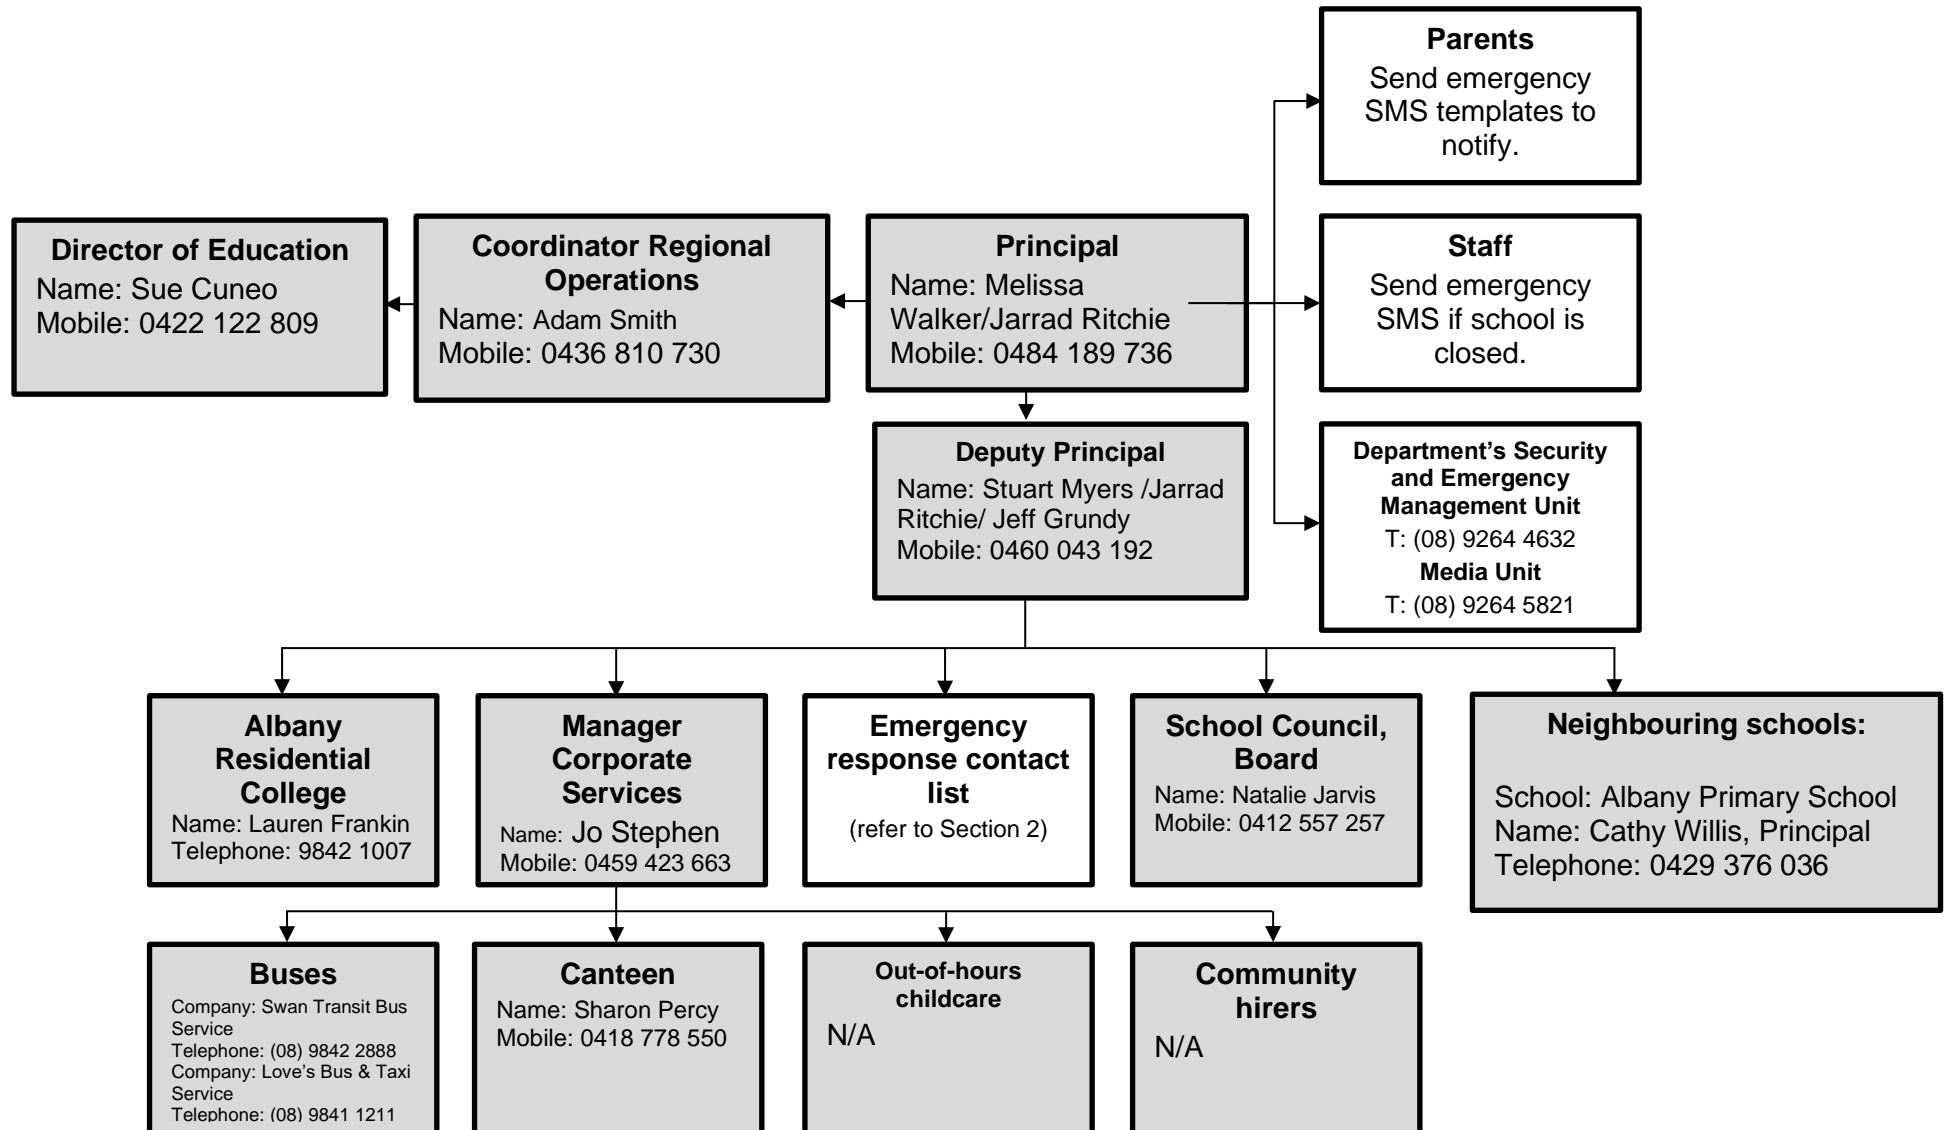 Parents
Send emergency
SMS templates to
notify.
Director of Education
Name: Sue Cuneo
Mobile: 0422 122 809
Coordinator Regional
Operations
Name: Adam Smith
Mobile: 0436 810 730
Principal
Name: Melissa
Walker/Jarrad Ritchie
Mobile: 0484 189 736
Staff
Send emergency
SMS if school is
closed.
Deputy Principal
Name: Stuart Myers /Jarrad
Ritchie/ Jeff Grundy
Mobile: 0460 043 192
Department’s Security
and Emergency
Management Unit
T: (08) 9264 4632
Media Unit
T: (08) 9264 5821
Albany
Residential
College
Name: Lauren Frankin
Telephone: 9842 1007
Manager
Corporate
Services
Name: Jo Stephen
Mobile: 0459 423 663
Emergency
response contact
list
(refer to Section 2)
School Council,
Board
Name: Natalie Jarvis
Mobile: 0412 557 257
Neighbouring schools:
School: Albany Primary School
Name: Cathy Willis, Principal
Telephone: 0429 376 036
Buses
Company: Swan Transit Bus
Service
Telephone: (08) 9842 2888
Company: Love’s Bus & Taxi
Service
Telephone: (08) 9841 1211
Canteen
Name: Sharon Percy
Mobile: 0418 778 550
Out-of-hours
childcare
N/A
Community
hirers
N/A